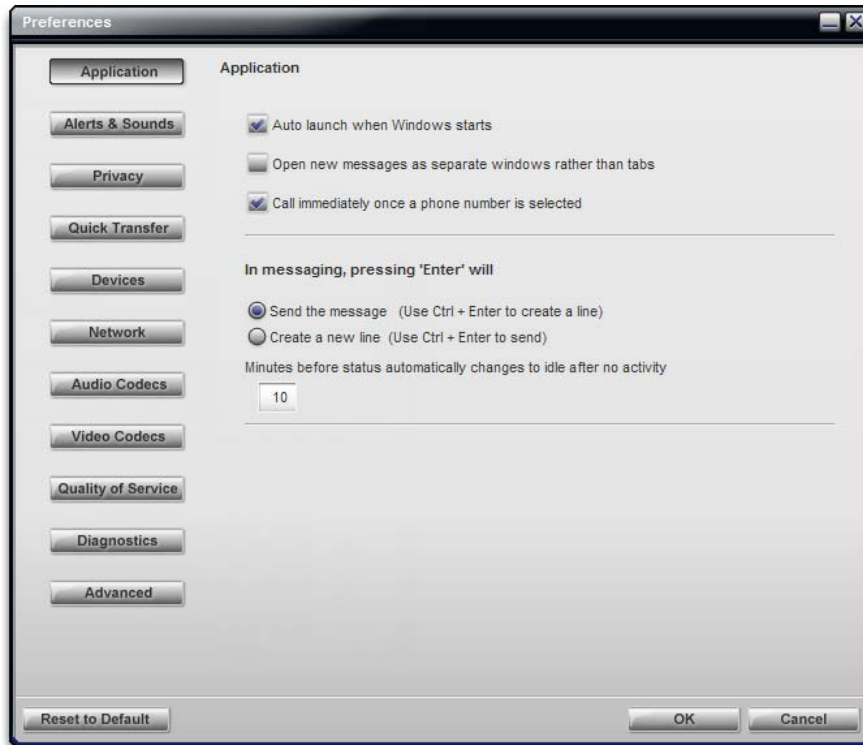 Preferences
Application
Alerts & Sounds
Privacy
Quick Transfer
Devices
Network
Audio Codecs
Video Codecs
Quality of Service
Diagnostics
Advanced
Application
Auto launch when Windows starts
Open new messages as separate windows rather than tabs
Call immediately once a phone number is selected
In messaging, pressing 'Enter' will
Send the message (Use Ctrl + Enter to create a line)
Create a new line (Use Ctrl + Enter to send)
Minutes before status automatically changes to idle after no activity
10
Reset to Default
OK
Cancel